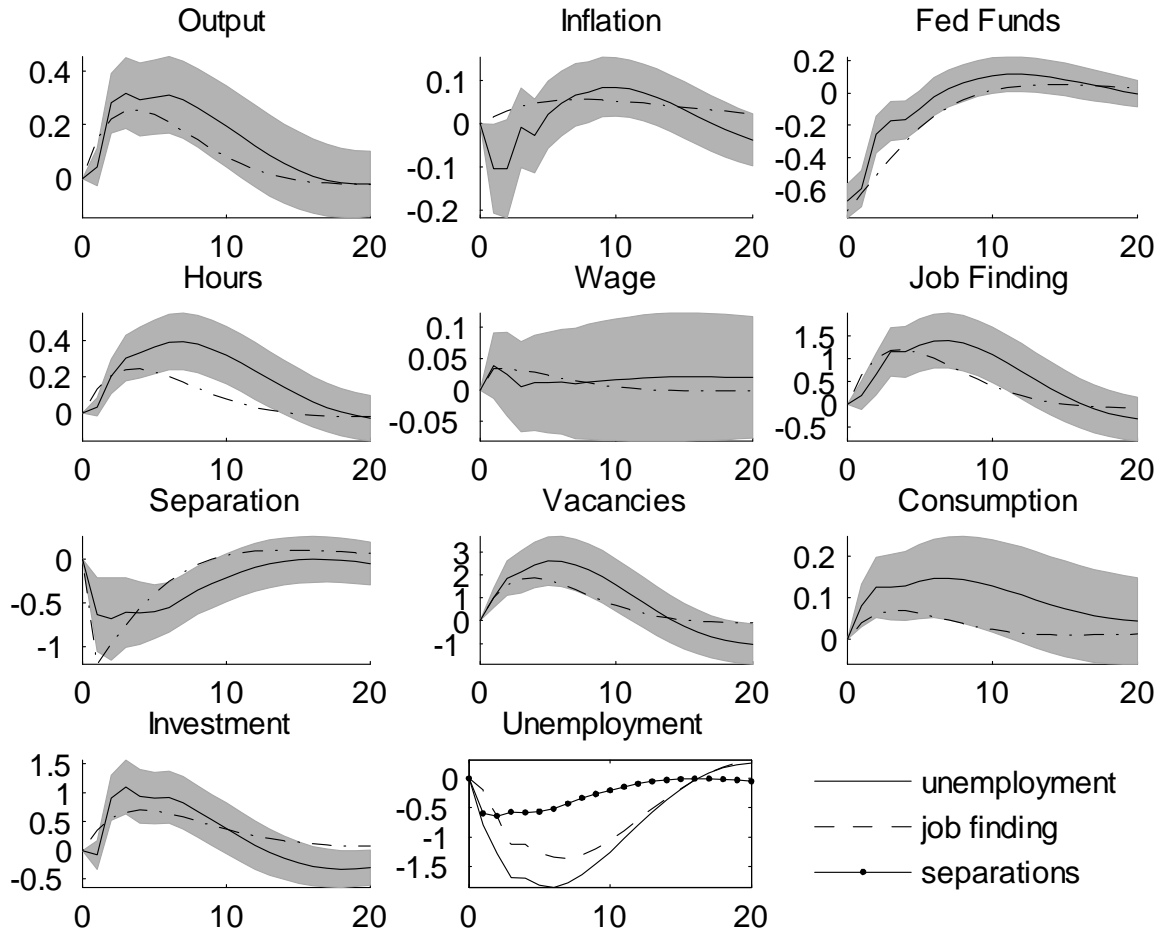 Output
Inflation
Fed Funds
0.4
0.2
0
0 10 20
0.1
0
-0.1
-0.2
0 10 20
0.2
0
-0.2
-0.4
-0.6
0 10 20
Hours
Wage
Job Finding
0.4
0.2
0
0 10 20
0.1
0.05
0
-0.05
0 10 20
1.5
1
0.5
0
-0.5
0 10 20
Separation
Vacancies
Consumption
0
-0.5
-1
0 10 20
3
2
1
0
-1
0 10 20
0.2
0.1
0
0 10 20
Investment
Unemployment
1.5
1
0.5
0
-0.5
0 10 20
0
-0.5
-1
-1.5
0 10 20
unemployment
job finding
separations